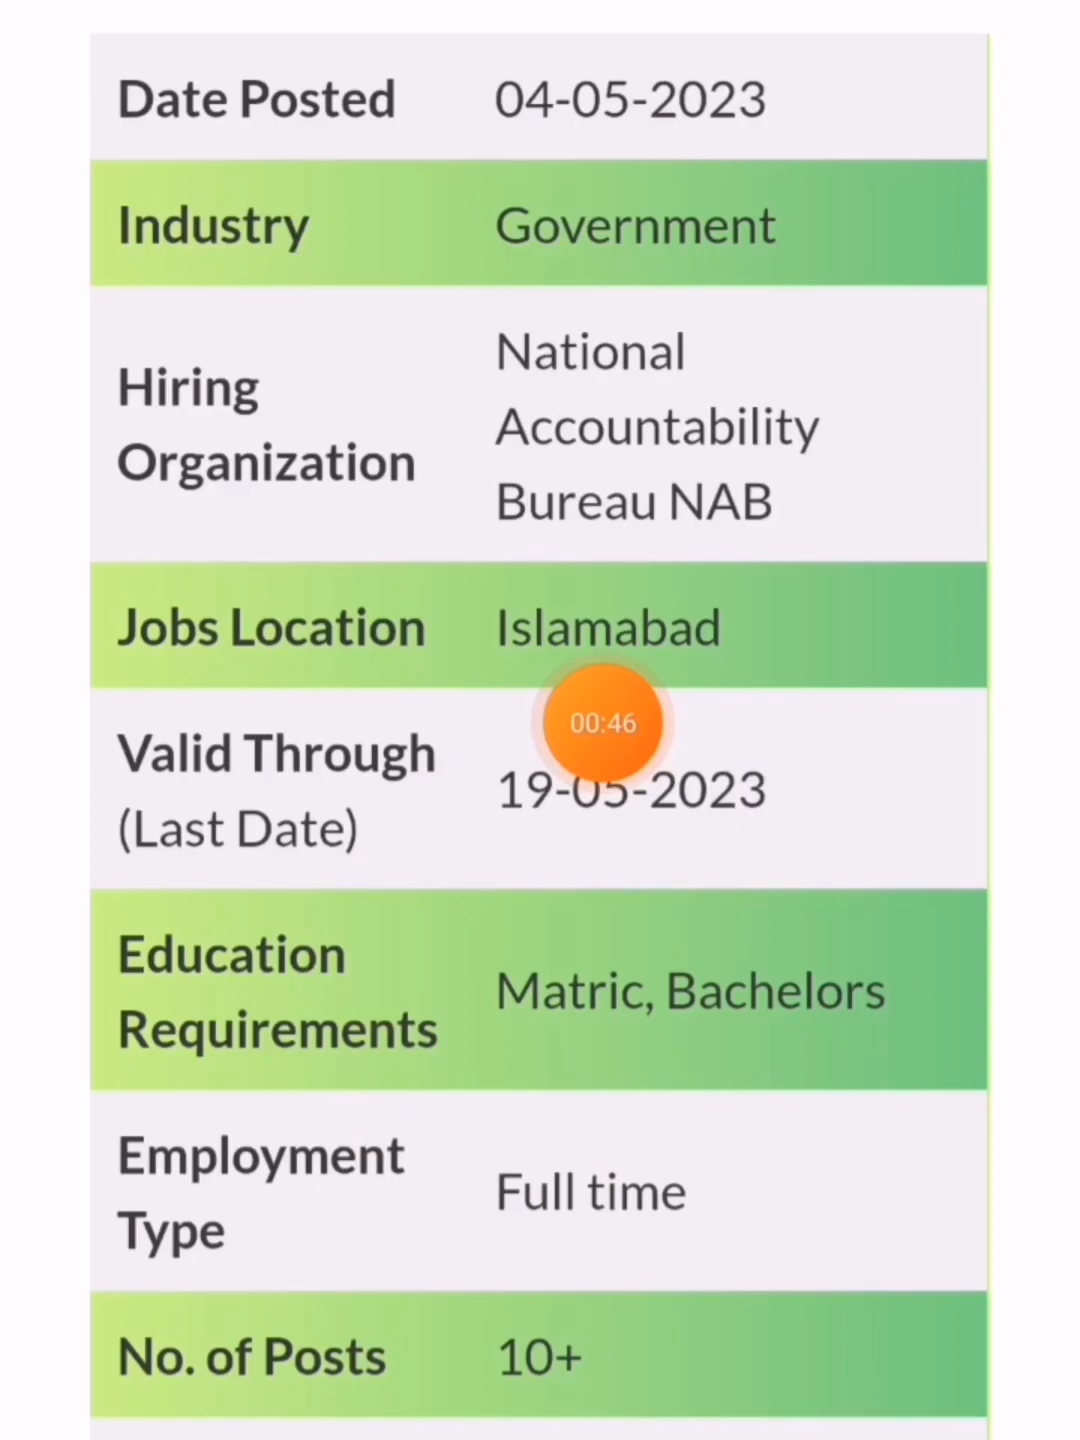 Date Posted 04-05-2023
Industry Government
Hiring Organization
National
Accountability
Bureau NAB
Jobs Location Islamabad
00:46
Valid Through
(Last Date)
19-05-2023
Education
Requirements
Matric, Bachelors
Employment
Type
Full time
No. of Posts 10+